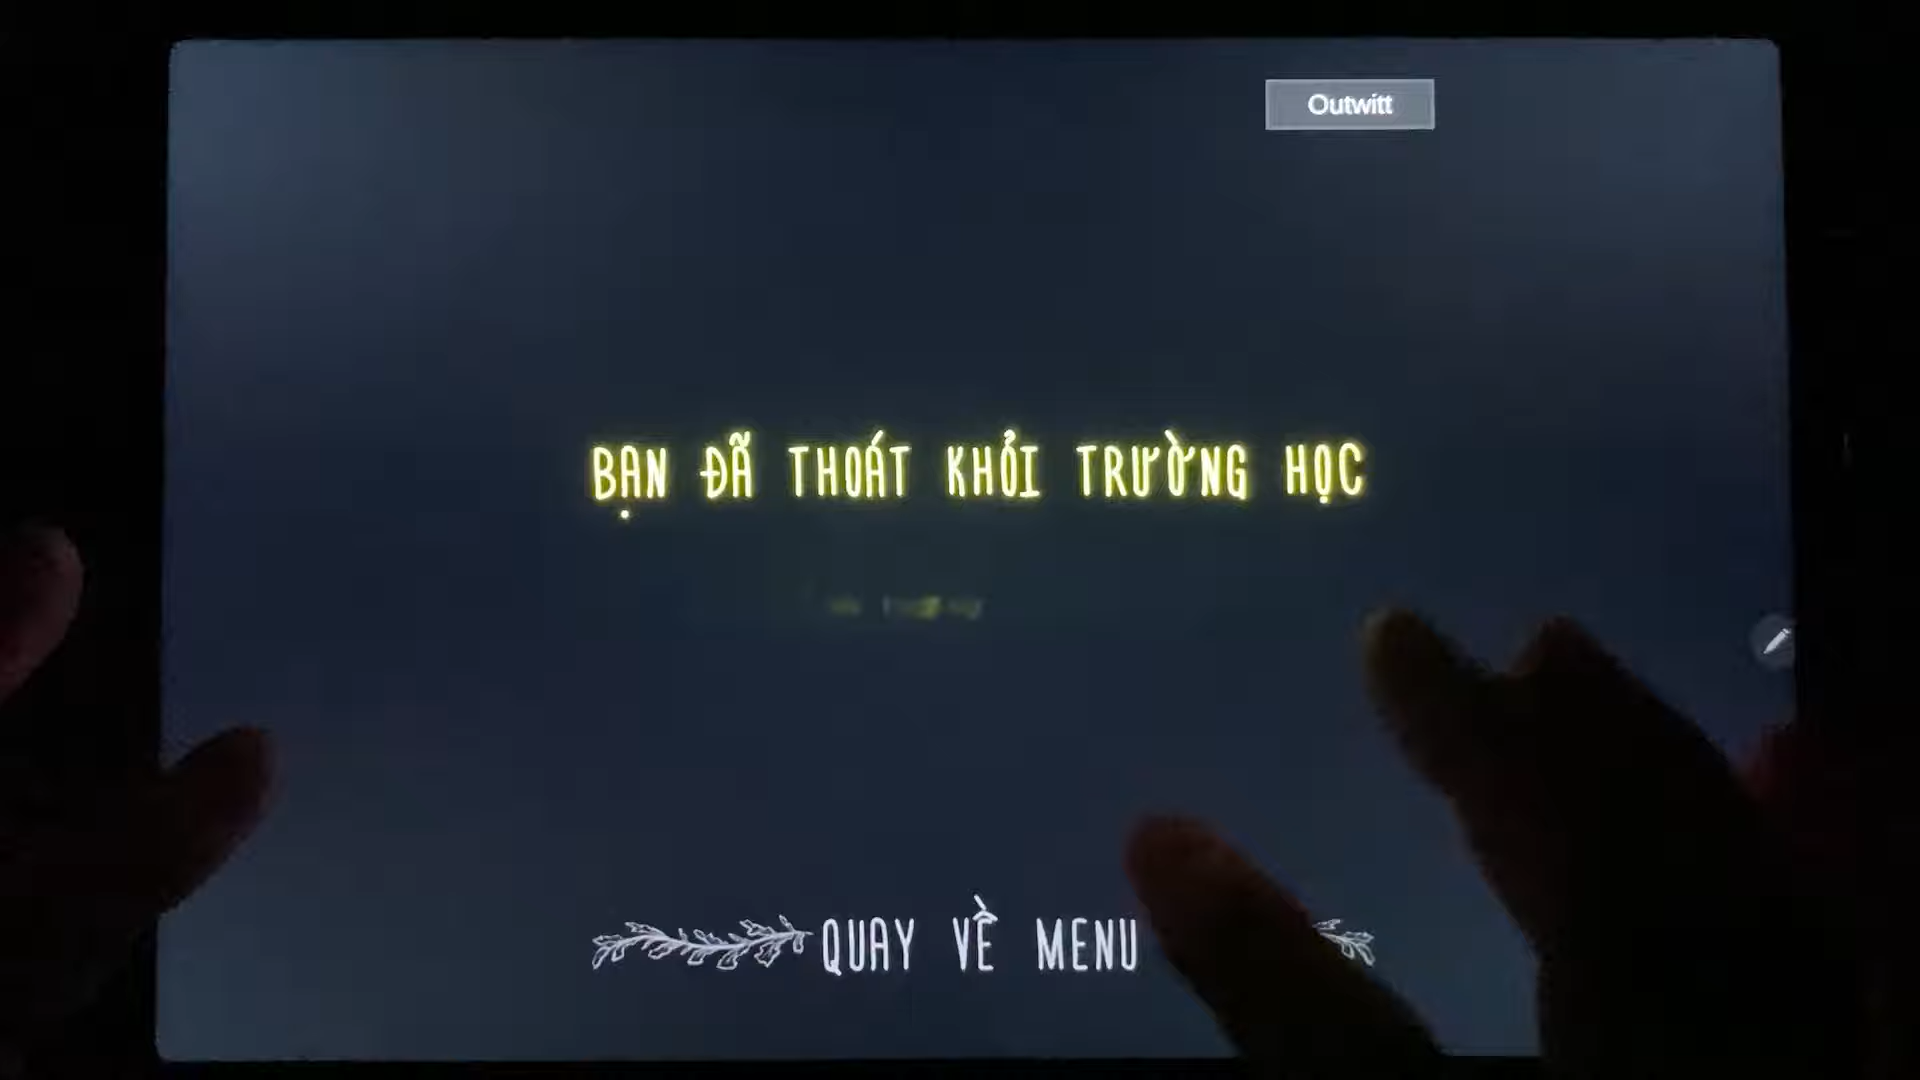 Outwitt
BẠN ĐÃ THOÁT KHỎI TRƯỜNG HỌC
QUAY VỀ MENU